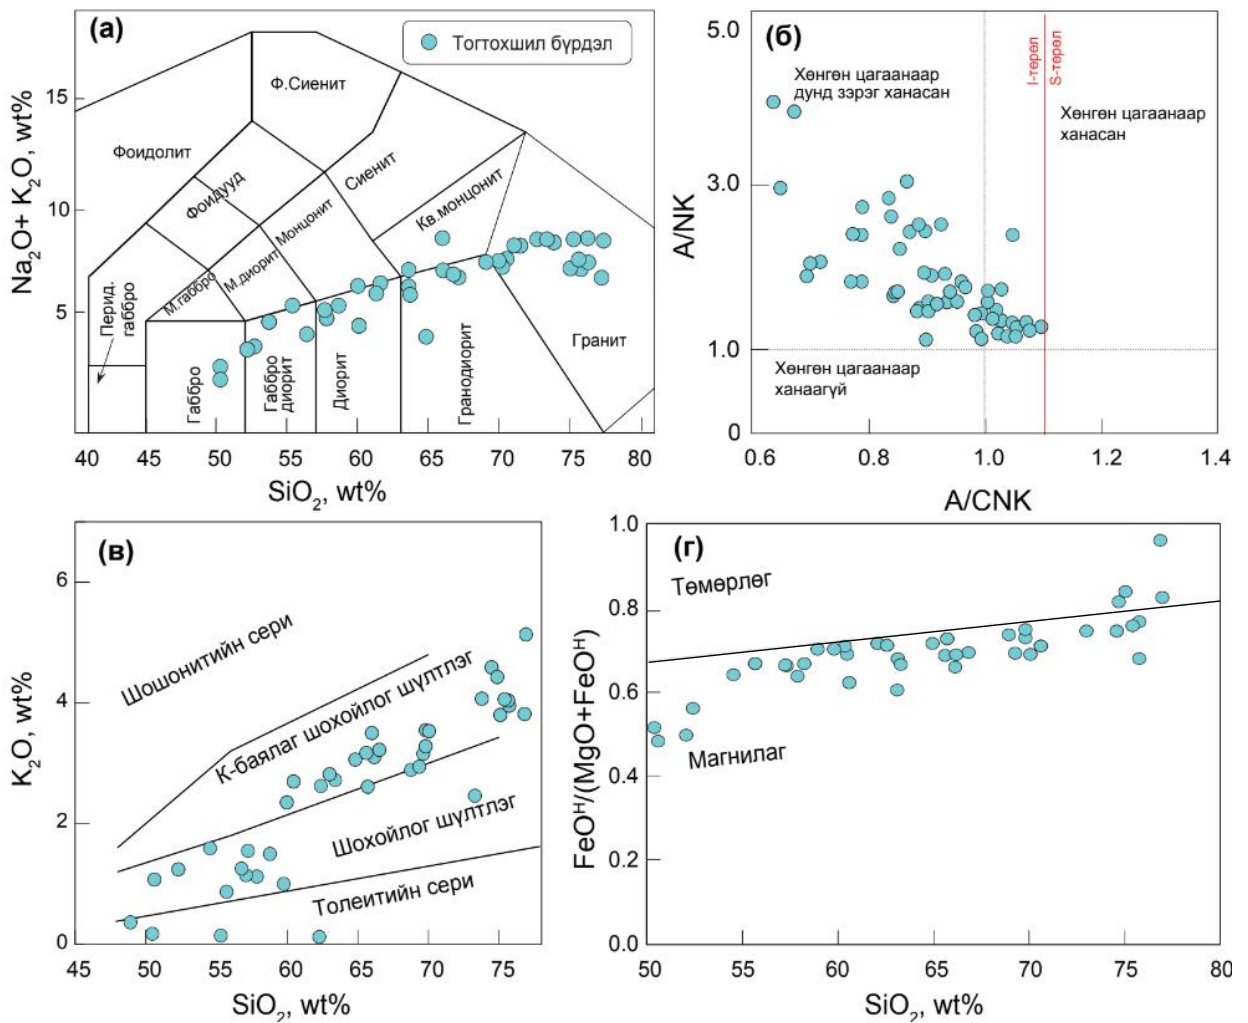 (а)
Тогтохшил бүрдэл
Na2O+ K2O, wt%
15
10
5
Фоидолит
Ф.Сиенит
Фоидууд
Сиенит
Монцонит
Кв.монцонит
М.диорит
М.габбро
Перид.
габбро
Габбро
Габбро
диорит
Диорит
Гранодиорит
Гранит
40 45 50 55 60 65 70 75 80
SiO2, wt%
(б)
A/NK
5.0
3.0
1.0
0
Хөнгөн цагаанаар
дунд зэрэг ханасан
I-төрөл
S-төрөл
Хөнгөн цагаанаар
ханасан
Хөнгөн цагаанаар
ханаагүй
0.6 0.8 1.0 1.2 1.4
A/CNK
(в)
K2O, wt%
6
4
2
0
Шошонитийн сери
К-баялаг шохойлог шүлтлэг
Шохойлог шүлтлэг
Толеитийн сери
45 50 55 60 65 70 75
SiO2, wt%
(г)
FeOH/(MgO+FeOH)
1.0
0.8
0.6
0.4
0.2
0.0
Төмөрлөг
Магнилаг
50 55 60 65 70 75 80
SiO2, wt%